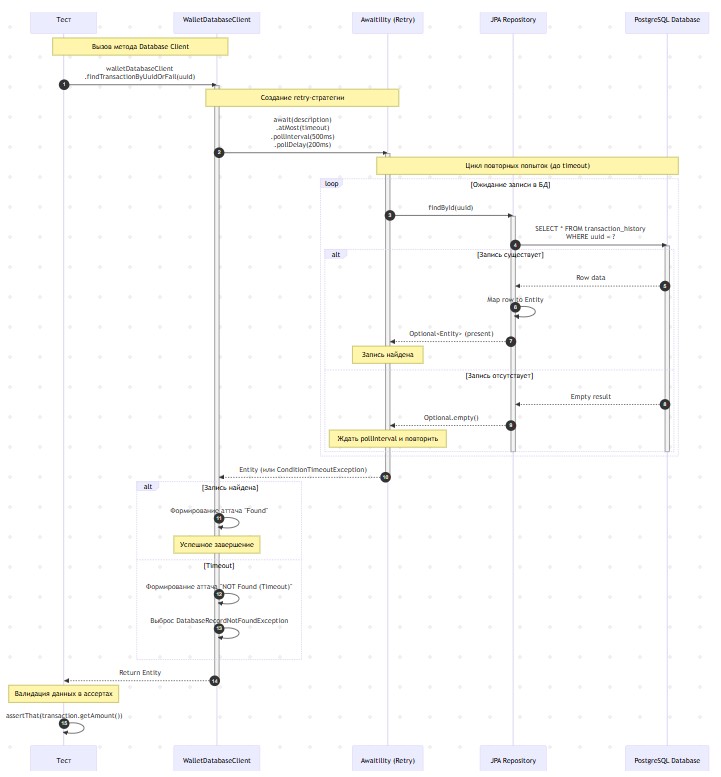 Тест
WalletDatabaseClient
Awaitility (Retry)
JPA Repository
PostgreSQL Database
Вызов метода Database Client
walletDatabaseClient
.findTransactionByUuidOrFail(uuid)
1
Создание retry-стратегии
await(description)
.atMost(timeout)
.pollInterval(500ms)
.pollDelay(200ms)
2
Цикл повторных попыток (до timeout)
loop
[Ожидание записи в БД]
findById(uuid)
3
SELECT * FROM transaction_history
WHERE uuid = ?
4
alt
[Запись существует]
Row data
5
Map row to Entity
6
Optional<Entity> (present)
7
Запись найдена
[Запись отсутствует]
Empty result
8
Optional.empty()
9
Ждать pollInterval и повторить
Entity (или ConditionTimeoutException)
10
alt
[Запись найдена]
Формирование аттача "Found"
11
Успешное завершение
[Timeout]
Формирование аттача "NOT Found (Timeout)"
12
Выброс DatabaseRecordNotFoundException
13
Return Entity
14
Валидация данных в ассертах
assertThat(transaction.getAmount())
15
Тест
WalletDatabaseClient
Awaitility (Retry)
JPA Repository
PostgreSQL Database